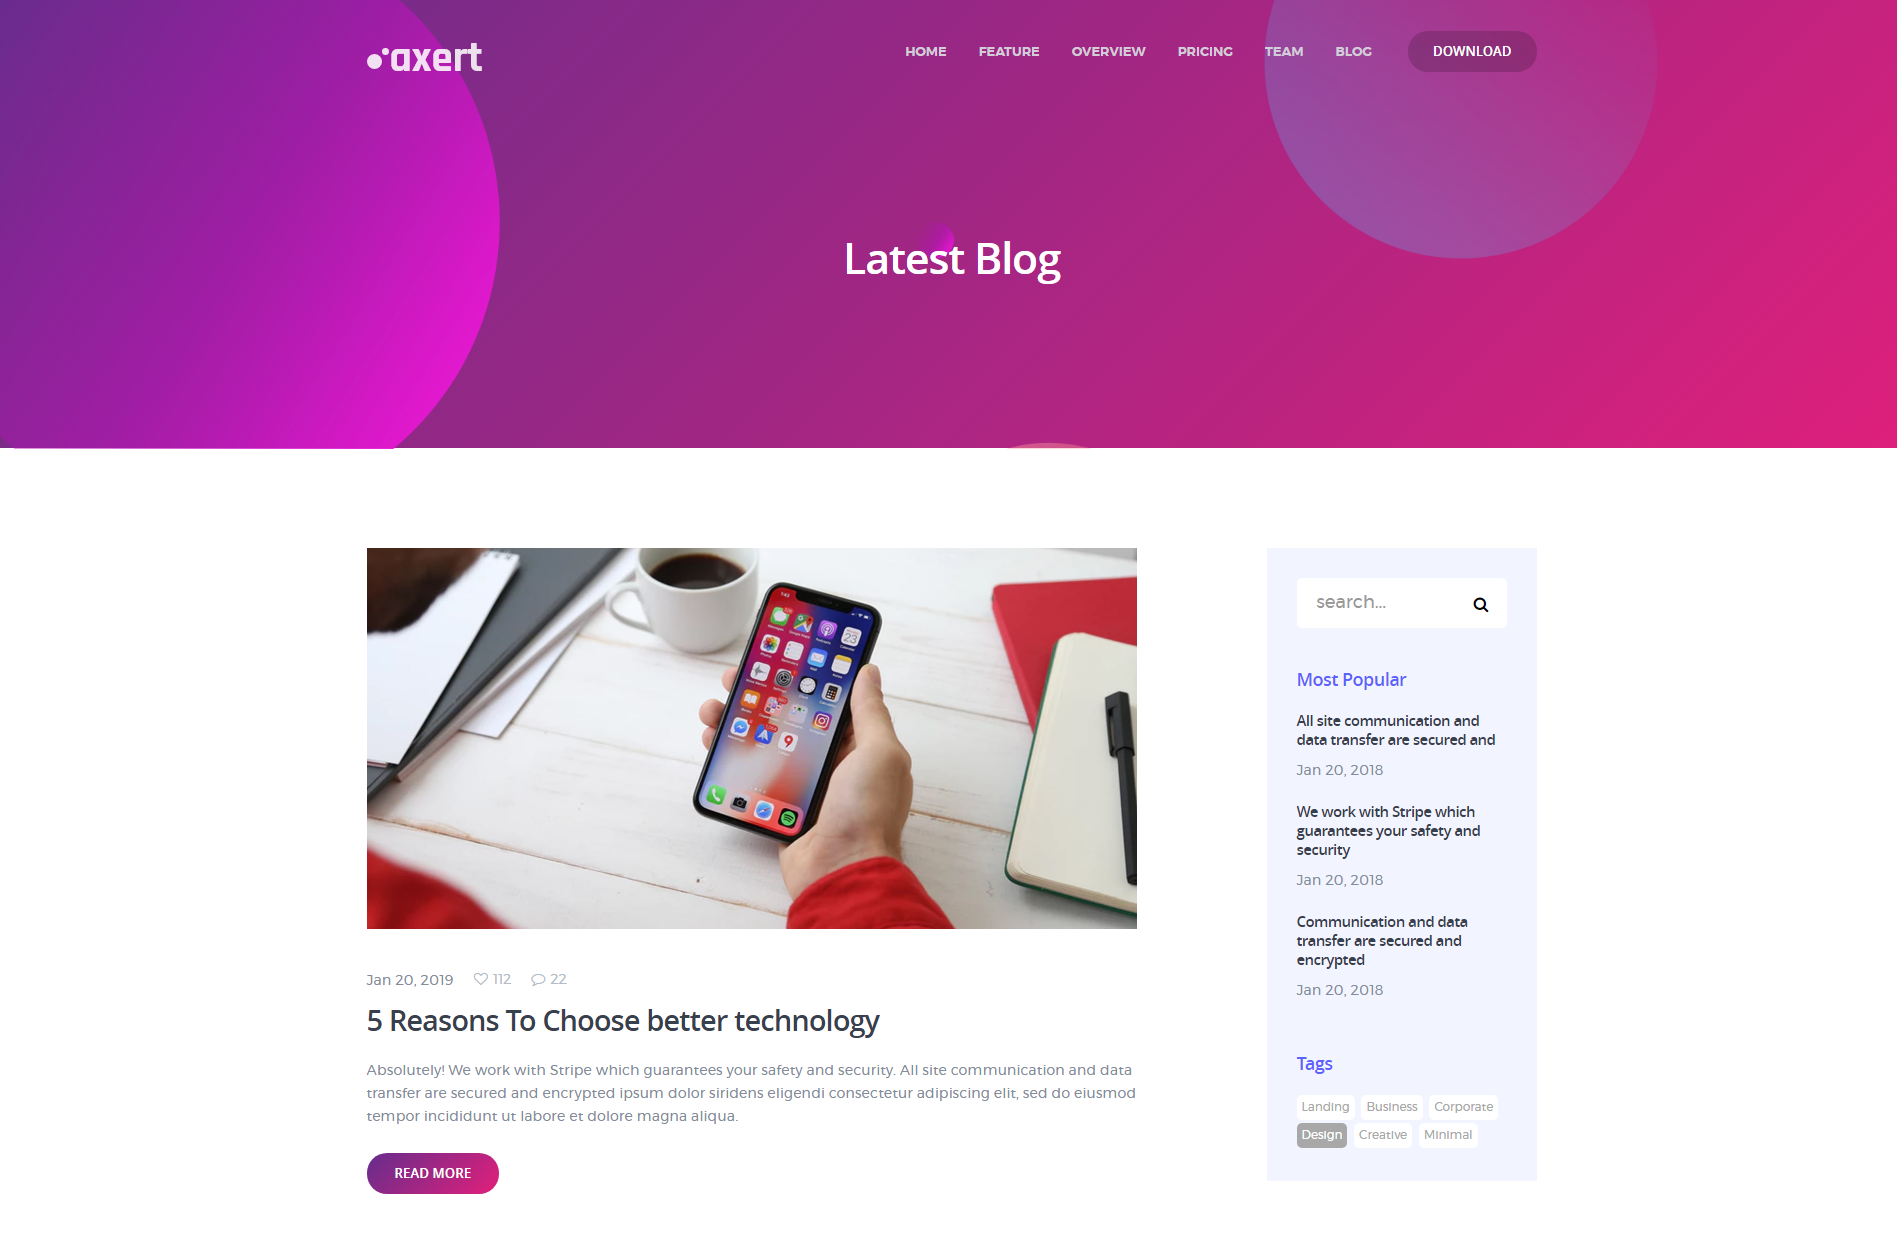 axert
HOME FEATURE OVERVIEW PRICING TEAM BLOG DOWNLOAD
Latest Blog
Jan 20, 2019 112 22
5 Reasons To Choose better technology
Absolutely! We work with Stripe which guarantees your safety and security. All site communication and data
transfer are secured and encrypted ipsum dolor siridens eligendi consectetur adipiscing elit, sed do eiusmod
tempor incididunt ut labore et dolore magna aliqua.
READ MORE
search...
Most Popular
All site communication and
data transfer are secured and
Jan 20, 2018
We work with Stripe which
guarantees your safety and
security
Jan 20, 2018
Communication and data
transfer are secured and
encrypted
Jan 20, 2018
Tags
Landing Business Corporate
Design Creative Minimal